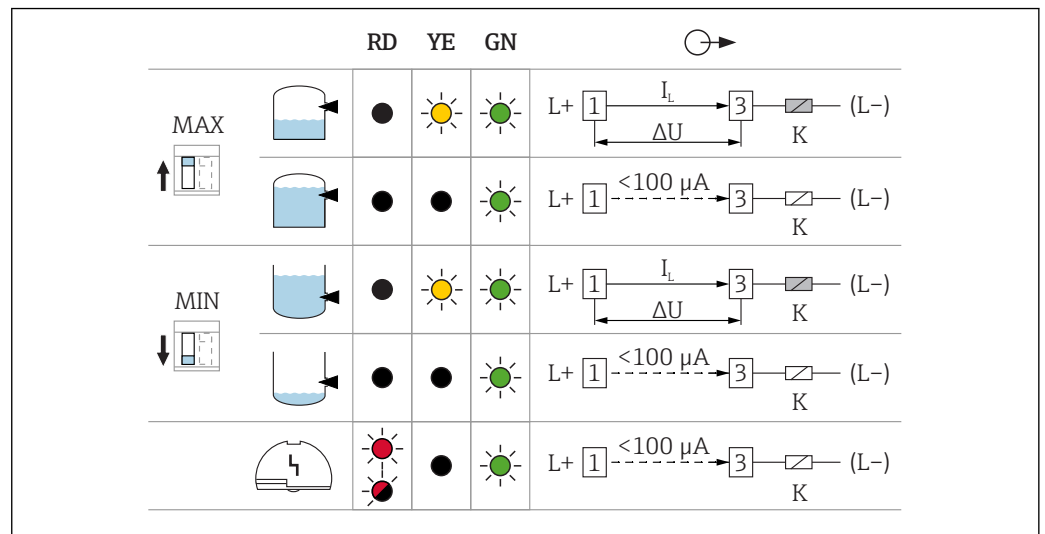 RD YE GN
MAX
L+ 1 I_L 3 (L−)
ΔU K
L+ 1 <100 µA 3 (L−)
K
MIN
L+ 1 I_L 3 (L−)
ΔU K
L+ 1 <100 µA 3 (L−)
K
L+ 1 <100 µA 3 (L−)
K